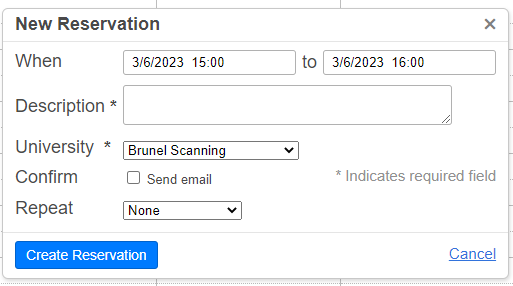 New Reservation ×
When 3/6/2023 15:00 to 3/6/2023 16:00
Description *
University * Brunel Scanning
Confirm Send email * Indicates required field
Repeat None
Create Reservation Cancel